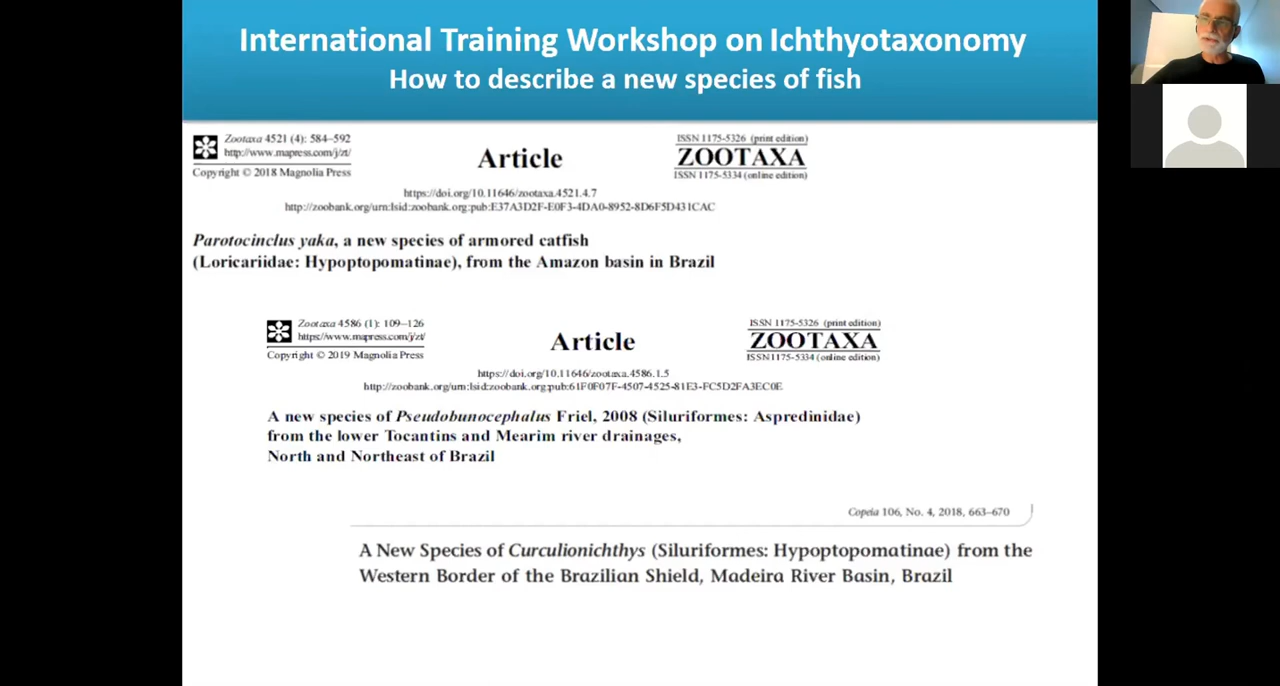 International Training Workshop on Ichthyotaxonomy
How to describe a new species of fish
Zootaxa 4521 (4): 584–592
http://www.mapress.com/j/zt/
Copyright © 2018 Magnolia Press
Article
ISSN 1175-5326 (print edition)
ZOOTAXA
ISSN 1175-5334 (online edition)
https://doi.org/10.11646/zootaxa.4521.4.7
http://zoobank.org/urn:lsid:zoobank.org:pub:E37A3D2F-E0F3-4DA0-8952-8D6F5D431CAC
Parotocinclus yaka, a new species of armored catfish
(Loricariidae: Hypoptopomatinae), from the Amazon basin in Brazil
Zootaxa 4586 (1): 109–126
https://www.mapress.com/j/zt/
Copyright © 2019 Magnolia Press
Article
ISSN 1175-5326 (print edition)
ZOOTAXA
ISSN 1175-5334 (online edition)
https://doi.org/10.11646/zootaxa.4586.1.5
http://zoobank.org/urn:lsid:zoobank.org:pub:61F0F07F-4507-4525-81E3-FC5D2FA3EC0E
A new species of Pseudobunocephalus Friel, 2008 (Siluriformes: Aspredinidae)
from the lower Tocantins and Mearim river drainages,
North and Northeast of Brazil
Copeia 106, No. 4, 2018, 663–670
A New Species of Curculionichthys (Siluriformes: Hypoptopomatinae) from the
Western Border of the Brazilian Shield, Madeira River Basin, Brazil